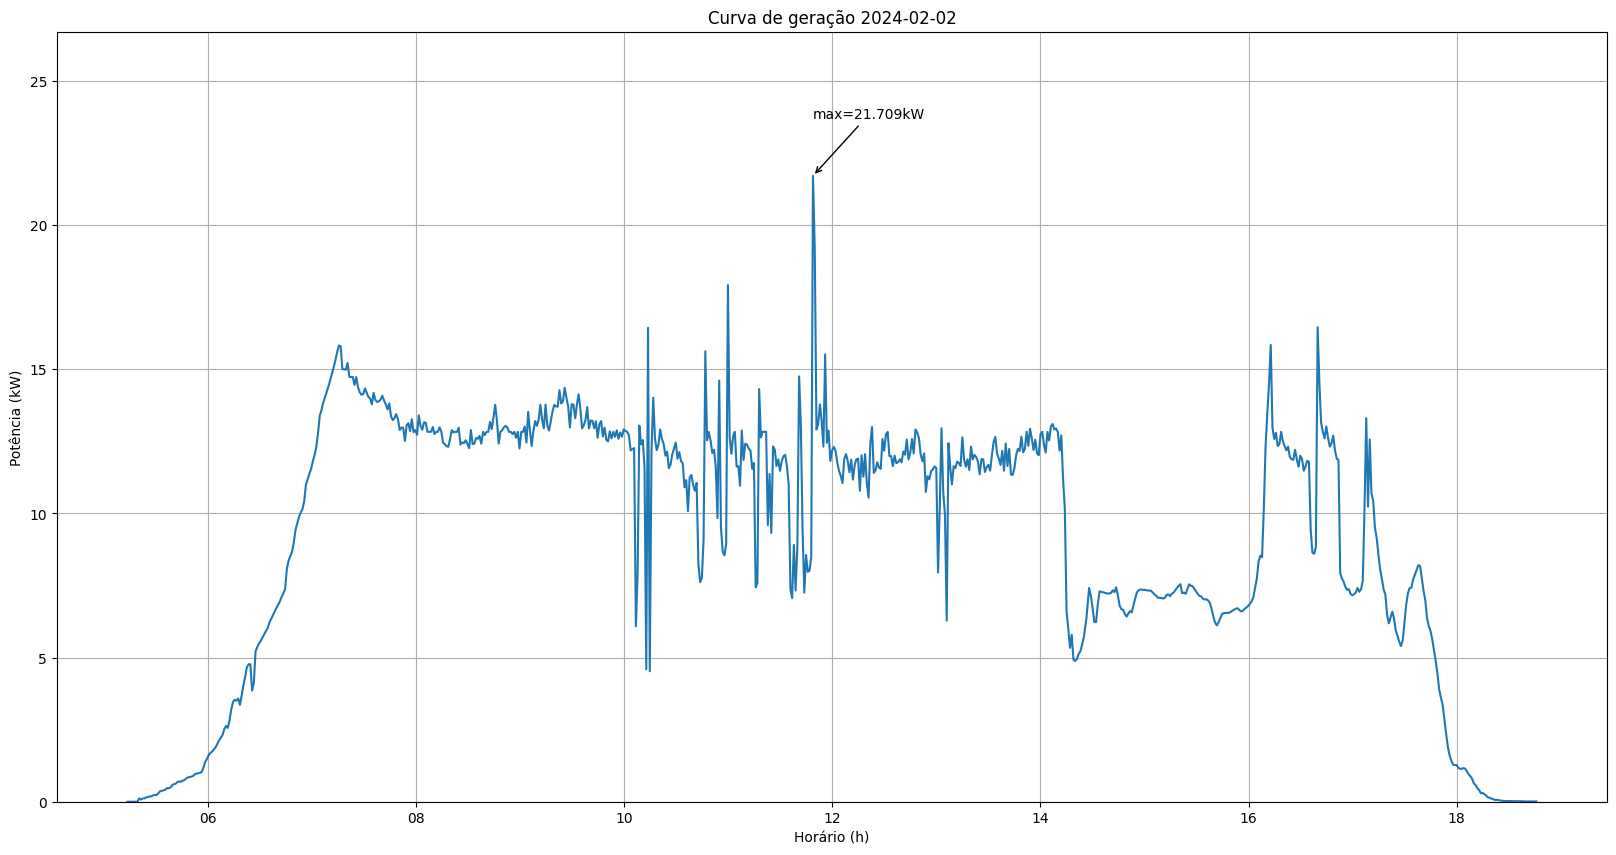 Curva de geração 2024-02-02
max=21.709kW
Potência (kW)
25
20
15
10
5
0
06 08 10 12 14 16 18
Horário (h)